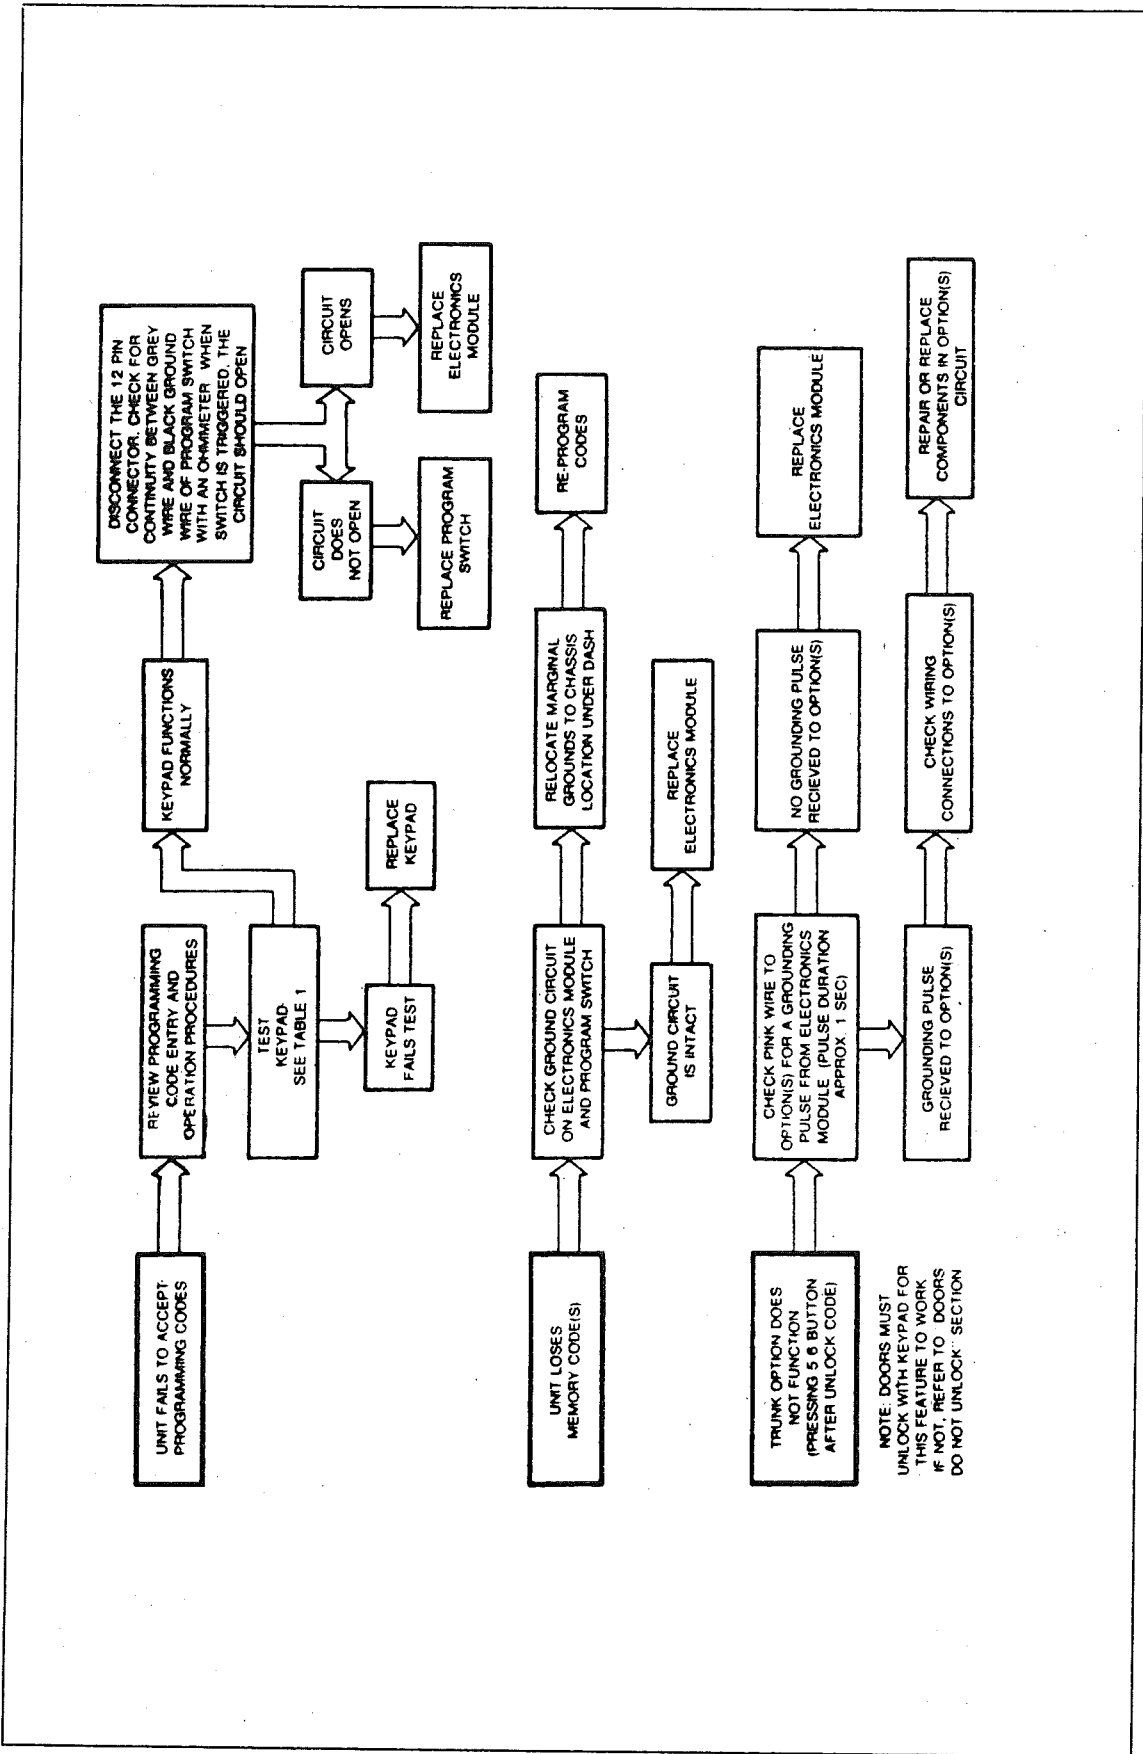 UNIT FAILS TO ACCEPT
PROGRAMMING CODES
REVIEW PROGRAMMING
CODE ENTRY AND
OPERATION PROCEDURES
TEST
KEYPAD
SEE TABLE 1
KEYPAD
FAILS TEST
REPLACE
KEYPAD
KEYPAD FUNCTIONS
NORMALLY
DISCONNECT THE 12 PIN
CONNECTOR. CHECK FOR
CONTINUITY BETWEEN GREY
WIRE AND BLACK GROUND
WIRE OF PROGRAM SWITCH
WITH AN OHMMETER WHEN
SWITCH IS TRIGGERED. THE
CIRCUIT SHOULD OPEN
CIRCUIT
DOES
NOT OPEN
REPLACE PROGRAM
SWITCH
CIRCUIT
OPENS
REPLACE
ELECTRONICS
MODULE
UNIT LOSES
MEMORY CODE(S)
CHECK GROUND CIRCUIT
ON ELECTRONICS MODULE
AND PROGRAM SWITCH
RELOCATE MARGINAL
GROUNDS TO CHASSIS
LOCATION UNDER DASH
RE-PROGRAM
CODES
GROUND CIRCUIT
IS INTACT
REPLACE
ELECTRONICS MODULE
TRUNK OPTION DOES
NOT FUNCTION
(PRESSING 5 6 BUTTON
AFTER UNLOCK CODE)
CHECK PINK WIRE TO
OPTION(S) FOR A GROUNDING
PULSE FROM ELECTRONICS
MODULE (PULSE DURATION
APPROX 1 SEC)
NO GROUNDING PULSE
RECIEVED TO OPTION(S)
REPLACE
ELECTRONICS MODULE
GROUNDING PULSE
RECIEVED TO OPTION(S)
CHECK WIRING
CONNECTIONS TO OPTION(S)
REPAIR OR REPLACE
COMPONENTS IN OPTION(S)
CIRCUIT
NOTE: DOORS MUST
UNLOCK WITH KEYPAD FOR
THIS FEATURE TO WORK
IF NOT, REFER TO DOORS
DO NOT UNLOCK" SECTION